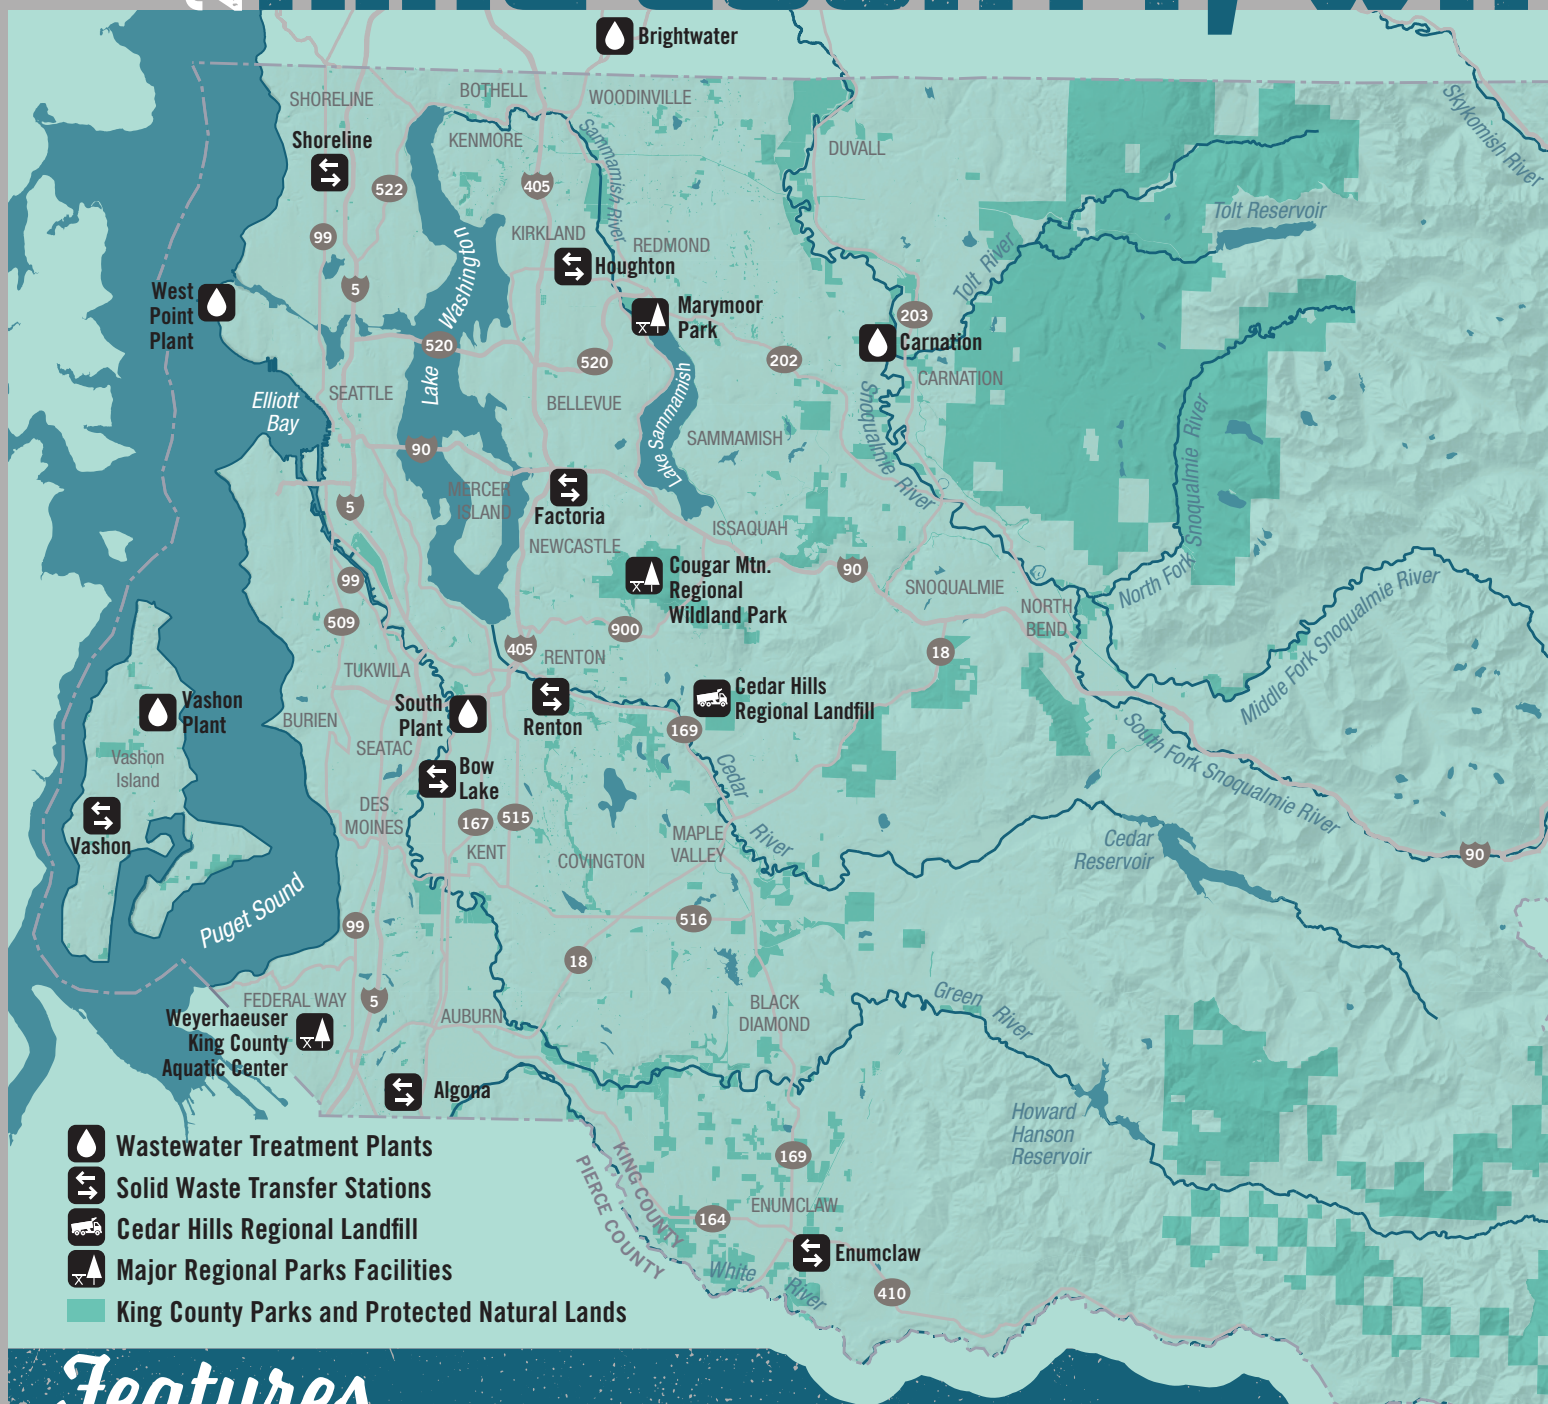 Brightwater
SHORELINE
BOTHELL
WOODINVILLE
Skykomish River
Shoreline
KENMORE
Sammamish River
DUVALL
522
405
99
KIRKLAND
REDMOND
Tolt Reservoir
Houghton
Tolt River
West
Point
Plant
5
Lake Washington
Marymoor
Park
203
Carnation
520
520
202
CARNATION
SEATTLE
Elliott
Bay
BELLEVUE
Lake Sammamish
SAMMAMISH
Snoqualmie River
North Fork Snoqualmie River
90
MERCER
ISLAND
5
Factoria
ISSAQUAH
NEWCASTLE
Cougar Mtn.
Regional
Wildland Park
90
SNOQUALMIE
NORTH
BEND
Middle Fork Snoqualmie River
99
509
900
405
RENTON
18
TUKWILA
Vashon
Plant
South
Plant
Renton
Cedar Hills
Regional Landfill
169
BURIEN
SEATAC
South Fork Snoqualmie River
Vashon
Island
Bow
Lake
Cedar River
Vashon
DES
MOINES
167
515
KENT
COVINGTON
MAPLE
VALLEY
Cedar
Reservoir
90
Puget Sound
99
516
18
FEDERAL WAY
5
AUBURN
BLACK
DIAMOND
Green River
Weyerhaeuser
King County
Aquatic Center
Algona
Howard
Hanson
Reservoir
KING COUNTY
PIERCE COUNTY
169
164
ENUMCLAW
Enumclaw
White River
410
Wastewater Treatment Plants
Solid Waste Transfer Stations
Cedar Hills Regional Landfill
Major Regional Parks Facilities
King County Parks and Protected Natural Lands
Features